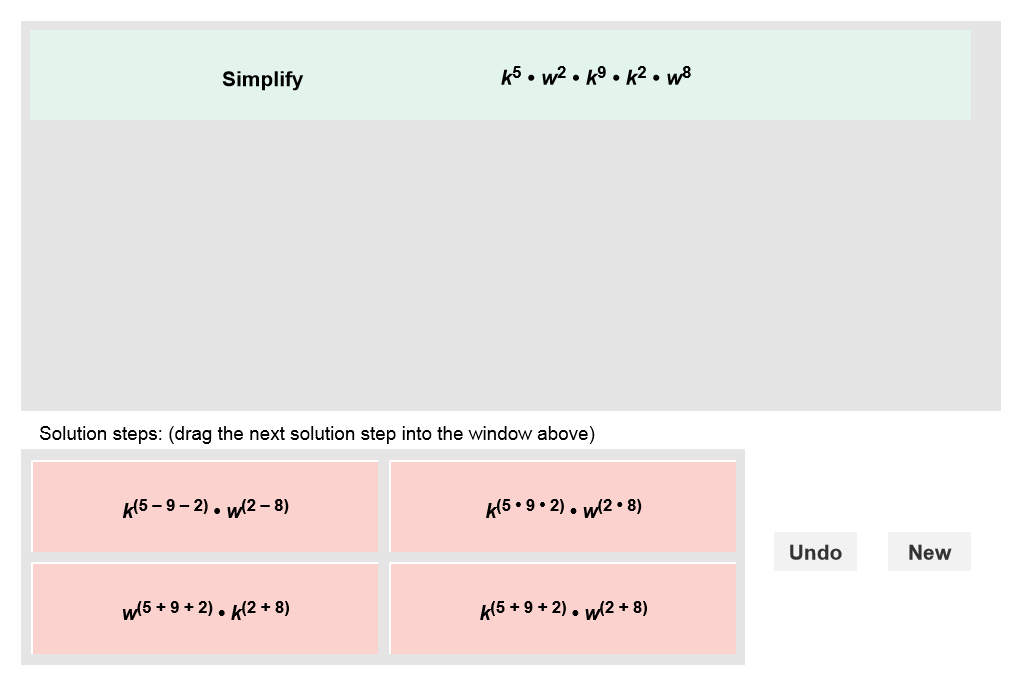 Simplify k⁵ • w² • k⁹ • k² • w⁸
Solution steps: (drag the next solution step into the window above)
k⁽⁵ ⁻ ⁹ ⁻ ²⁾ • w⁽² ⁻ ⁸⁾ k^(5 • 9 • 2) • w^(2 • 8)
w⁽⁵ ⁺ ⁹ ⁺ ²⁾ • k⁽² ⁺ ⁸⁾ k⁽⁵ ⁺ ⁹ ⁺ ²⁾ • w⁽² ⁺ ⁸⁾
Undo New